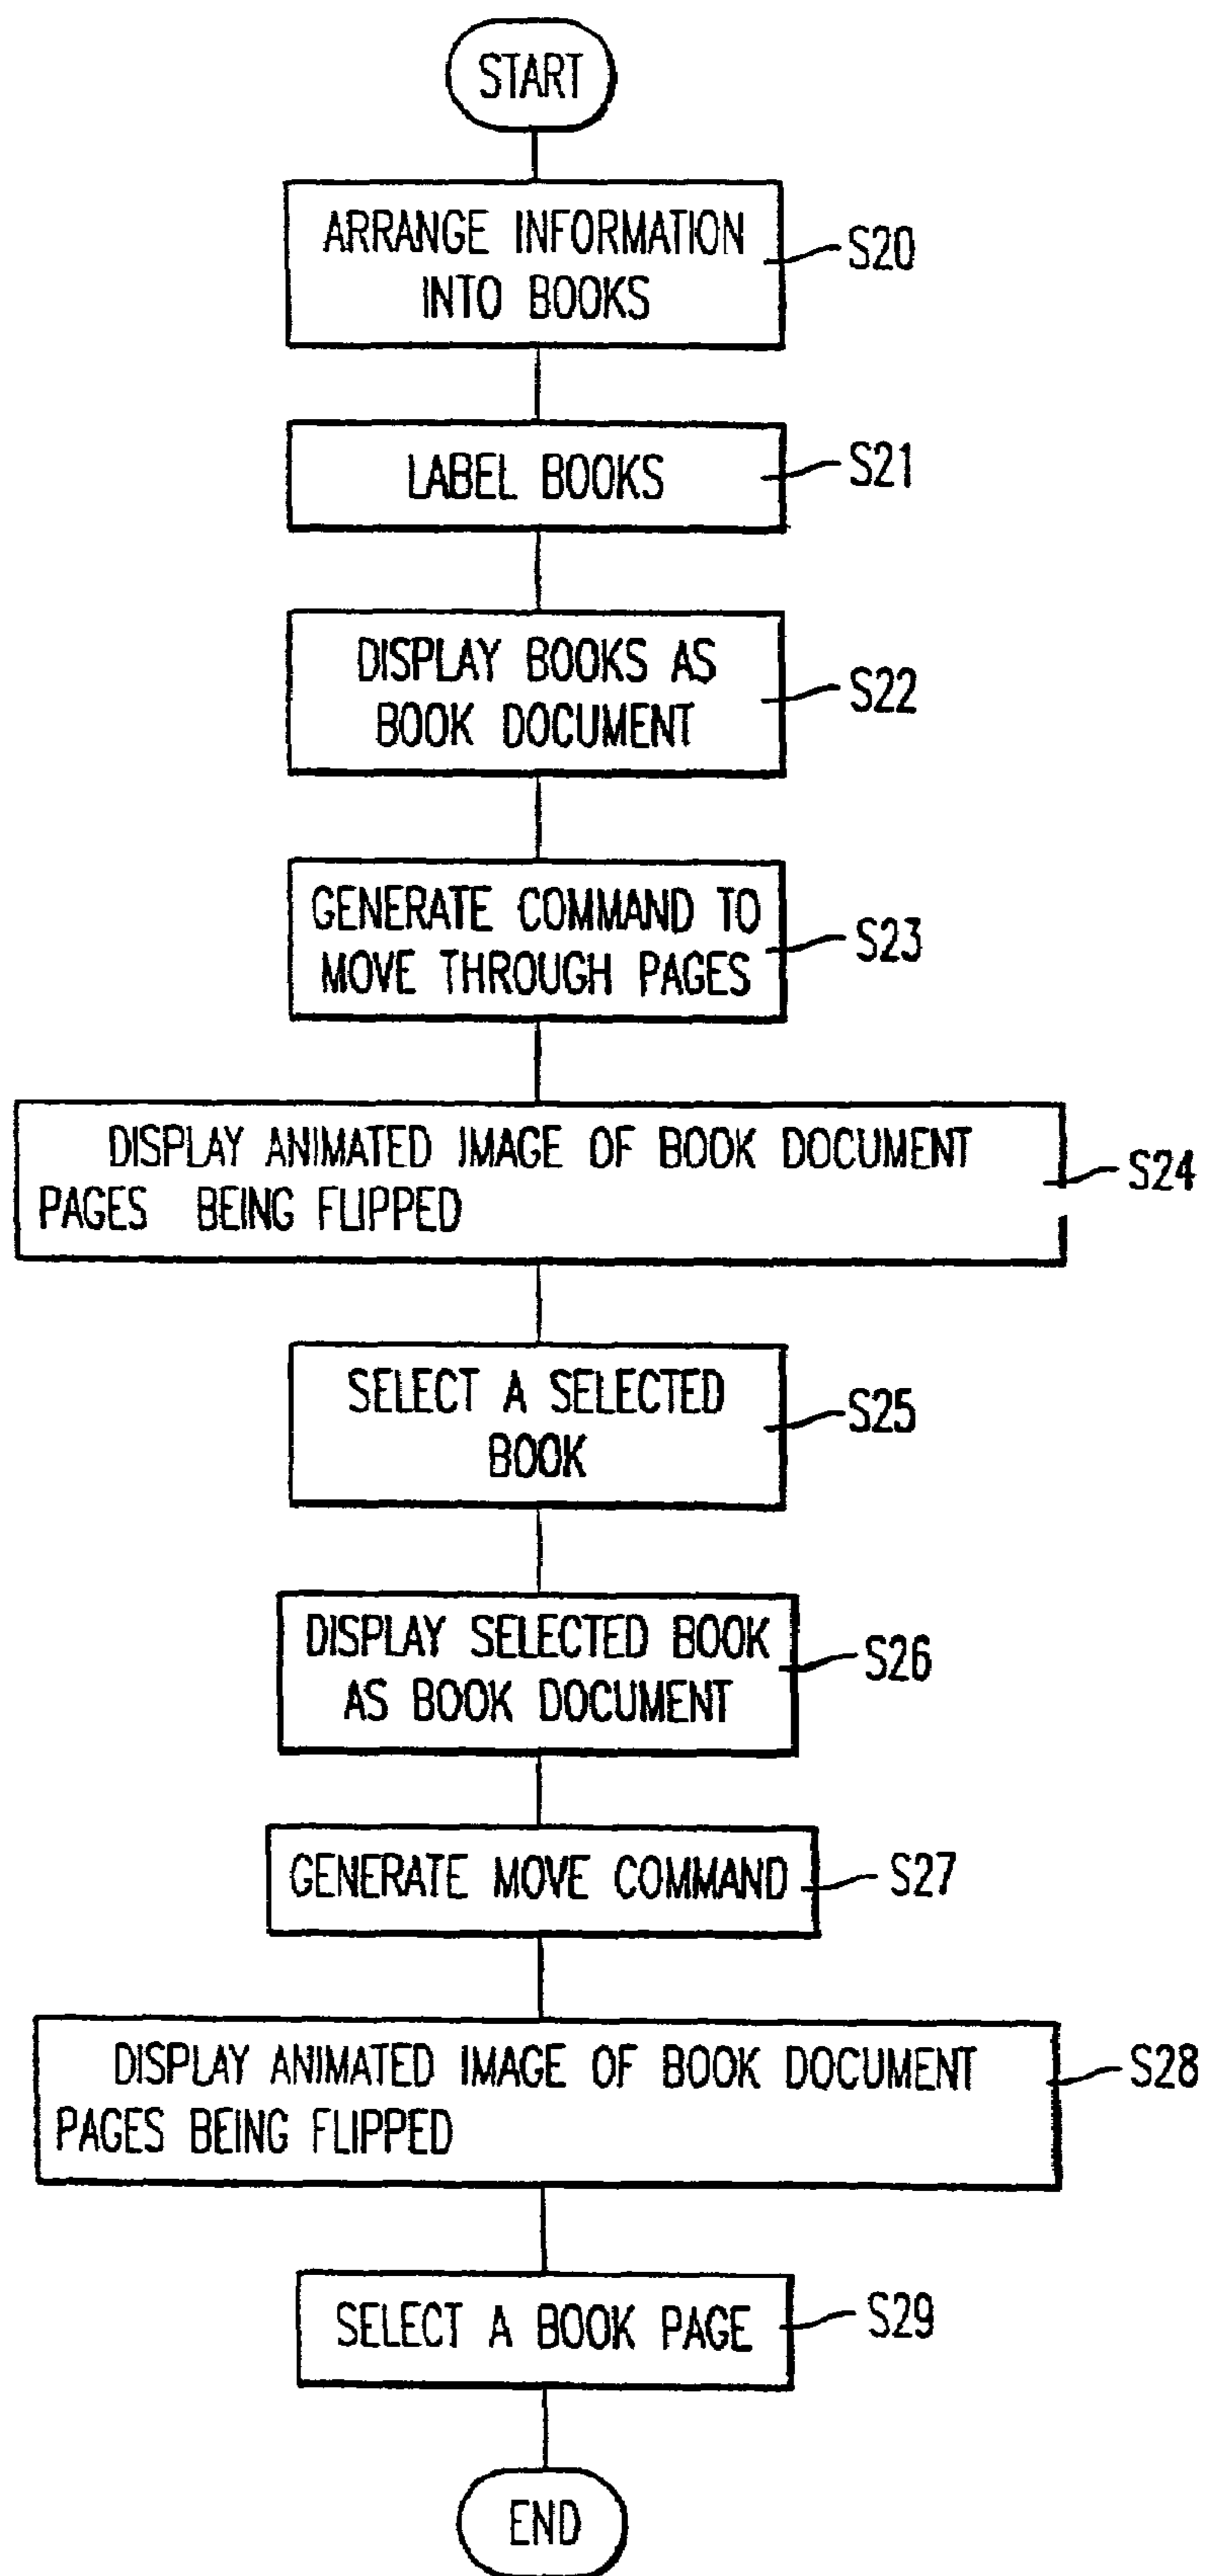 START
ARRANGE INFORMATION
INTO BOOKS
S20
LABEL BOOKS
S21
DISPLAY BOOKS AS
BOOK DOCUMENT
S22
GENERATE COMMAND TO
MOVE THROUGH PAGES
S23
DISPLAY ANIMATED IMAGE OF BOOK DOCUMENT
PAGES BEING FLIPPED
S24
SELECT A SELECTED
BOOK
S25
DISPLAY SELECTED BOOK
AS BOOK DOCUMENT
S26
GENERATE MOVE COMMAND
S27
DISPLAY ANIMATED IMAGE OF BOOK DOCUMENT
PAGES BEING FLIPPED
S28
SELECT A BOOK PAGE
S29
END